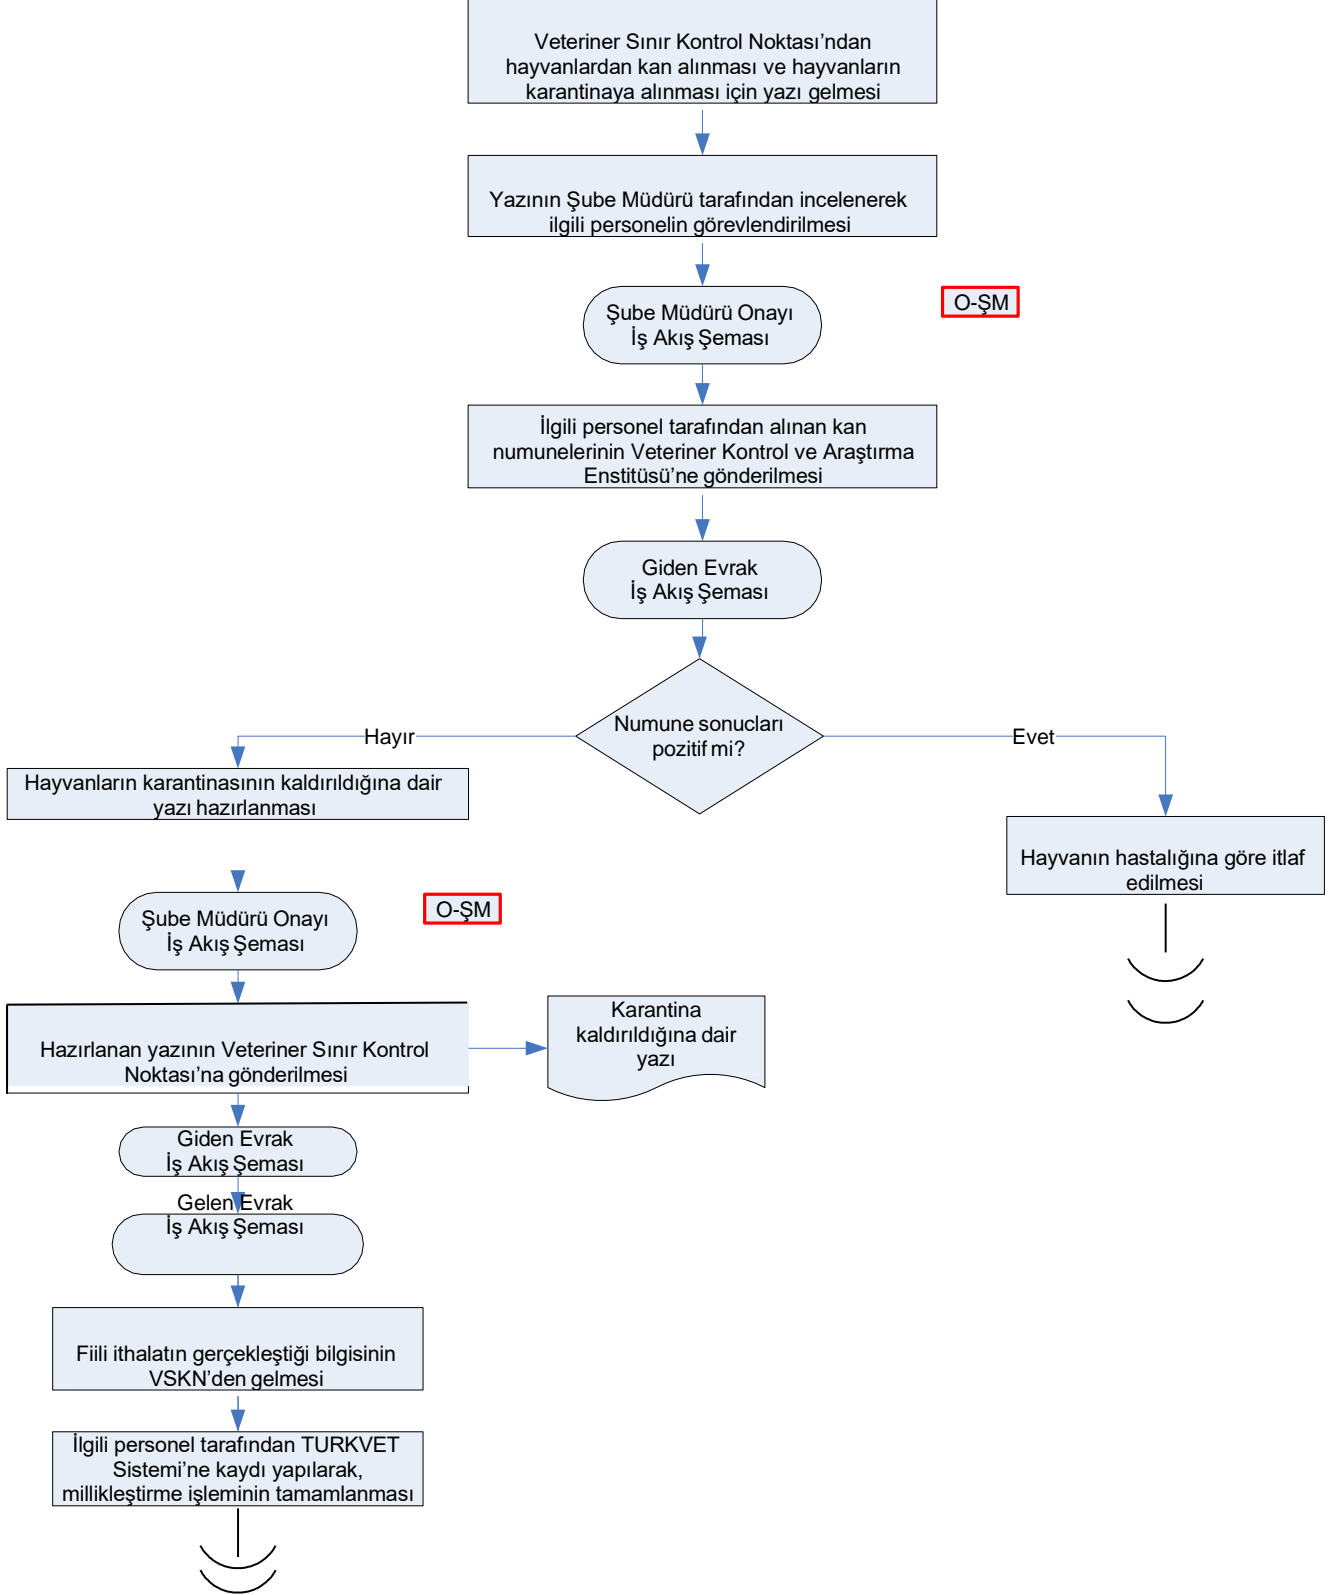 Veteriner Sınır Kontrol Noktası’ndan
hayvanlardan kan alınması ve hayvanların
karantinaya alınması için yazı gelmesi
Yazının Şube Müdürü tarafından incelenerek
ilgili personelin görevlendirilmesi
Şube Müdürü Onayı
İş Akış Şeması
O-ŞM
İlgili personel tarafından alınan kan
numunelerinin Veteriner Kontrol ve Araştırma
Enstitüsü’ne gönderilmesi
Giden Evrak
İş Akış Şeması
Numune sonucları
pozitif mi?
Hayır
Evet
Hayvanların karantinasının kaldırıldığına dair
yazı hazırlanması
Hayvanın hastalığına göre itlaf
edilmesi
Şube Müdürü Onayı
İş Akış Şeması
O-ŞM
Hazırlanan yazının Veteriner Sınır Kontrol
Noktası’na gönderilmesi
Karantina
kaldırıldığına dair
yazı
Giden Evrak
İş Akış Şeması
Gelen Evrak
İş Akış Şeması
Fiili ithalatın gerçekleştiği bilgisinin
VSKN’den gelmesi
İlgili personel tarafından TURKVET
Sistemi’ne kaydı yapılarak,
millikleştirme işleminin tamamlanması